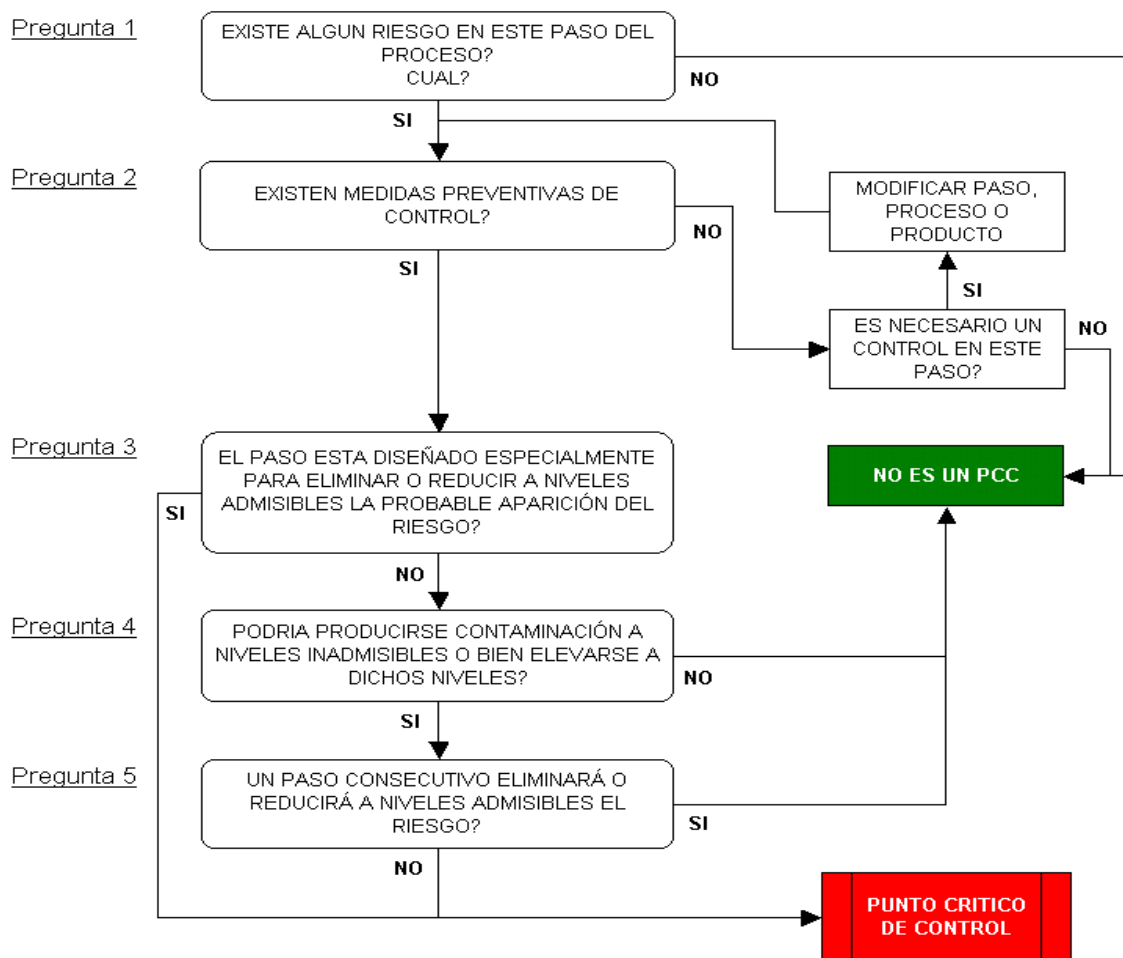 Pregunta 1
EXISTE ALGUN RIESGO EN ESTE PASO DEL
PROCESO?
CUAL?
NO
SI
Pregunta 2
EXISTEN MEDIDAS PREVENTIVAS DE
CONTROL?
NO
SI
MODIFICAR PASO,
PROCESO O
PRODUCTO
SI
ES NECESARIO UN
CONTROL EN ESTE
PASO?
NO
Pregunta 3
EL PASO ESTA DISEÑADO ESPECIALMENTE
PARA ELIMINAR O REDUCIR A NIVELES
ADMISIBLES LA PROBABLE APARICIÓN DEL
RIESGO?
SI
NO
NO ES UN PCC
Pregunta 4
PODRIA PRODUCIRSE CONTAMINACIÓN A
NIVELES INADMISIBLES O BIEN ELEVARSE A
DICHOS NIVELES?
NO
SI
Pregunta 5
UN PASO CONSECUTIVO ELIMINARÁ O
REDUCIRÁ A NIVELES ADMISIBLES EL
RIESGO?
SI
NO
PUNTO CRITICO
DE CONTROL